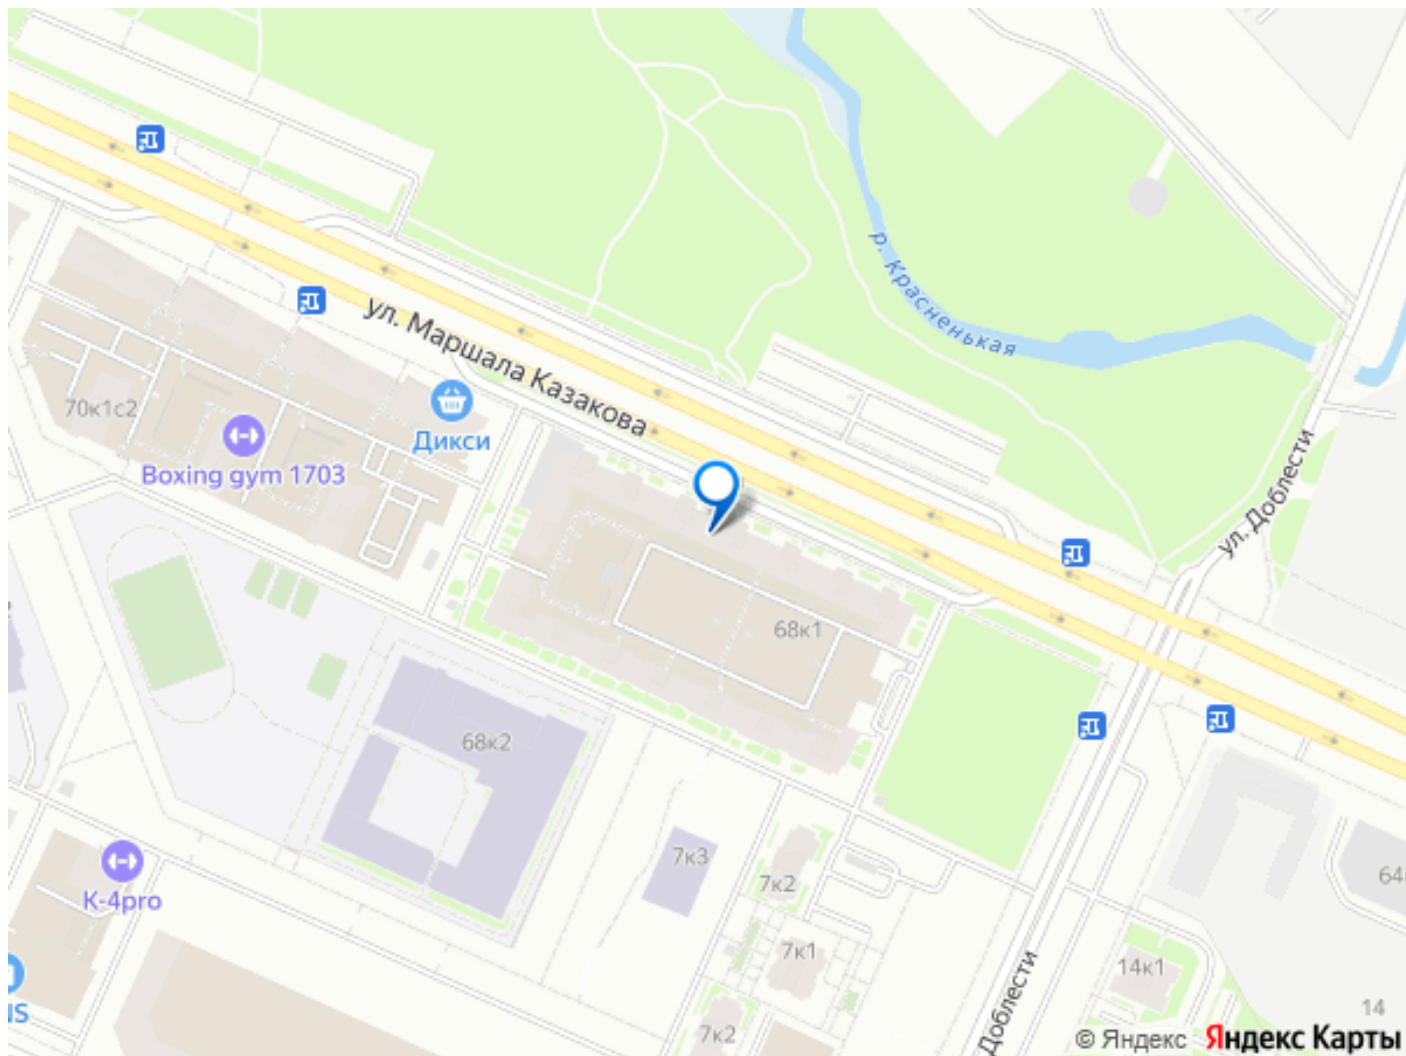 р. Красненькая
ул. Маршала Казакова
ул. Доблести
70к1с2
Дикси
Boxing gym 1703
68к1
68к2
7к3
7к2
К-4pro
7к1
14к1
64
14
7к2
Доблести
© Яндекс Яндекс Карты